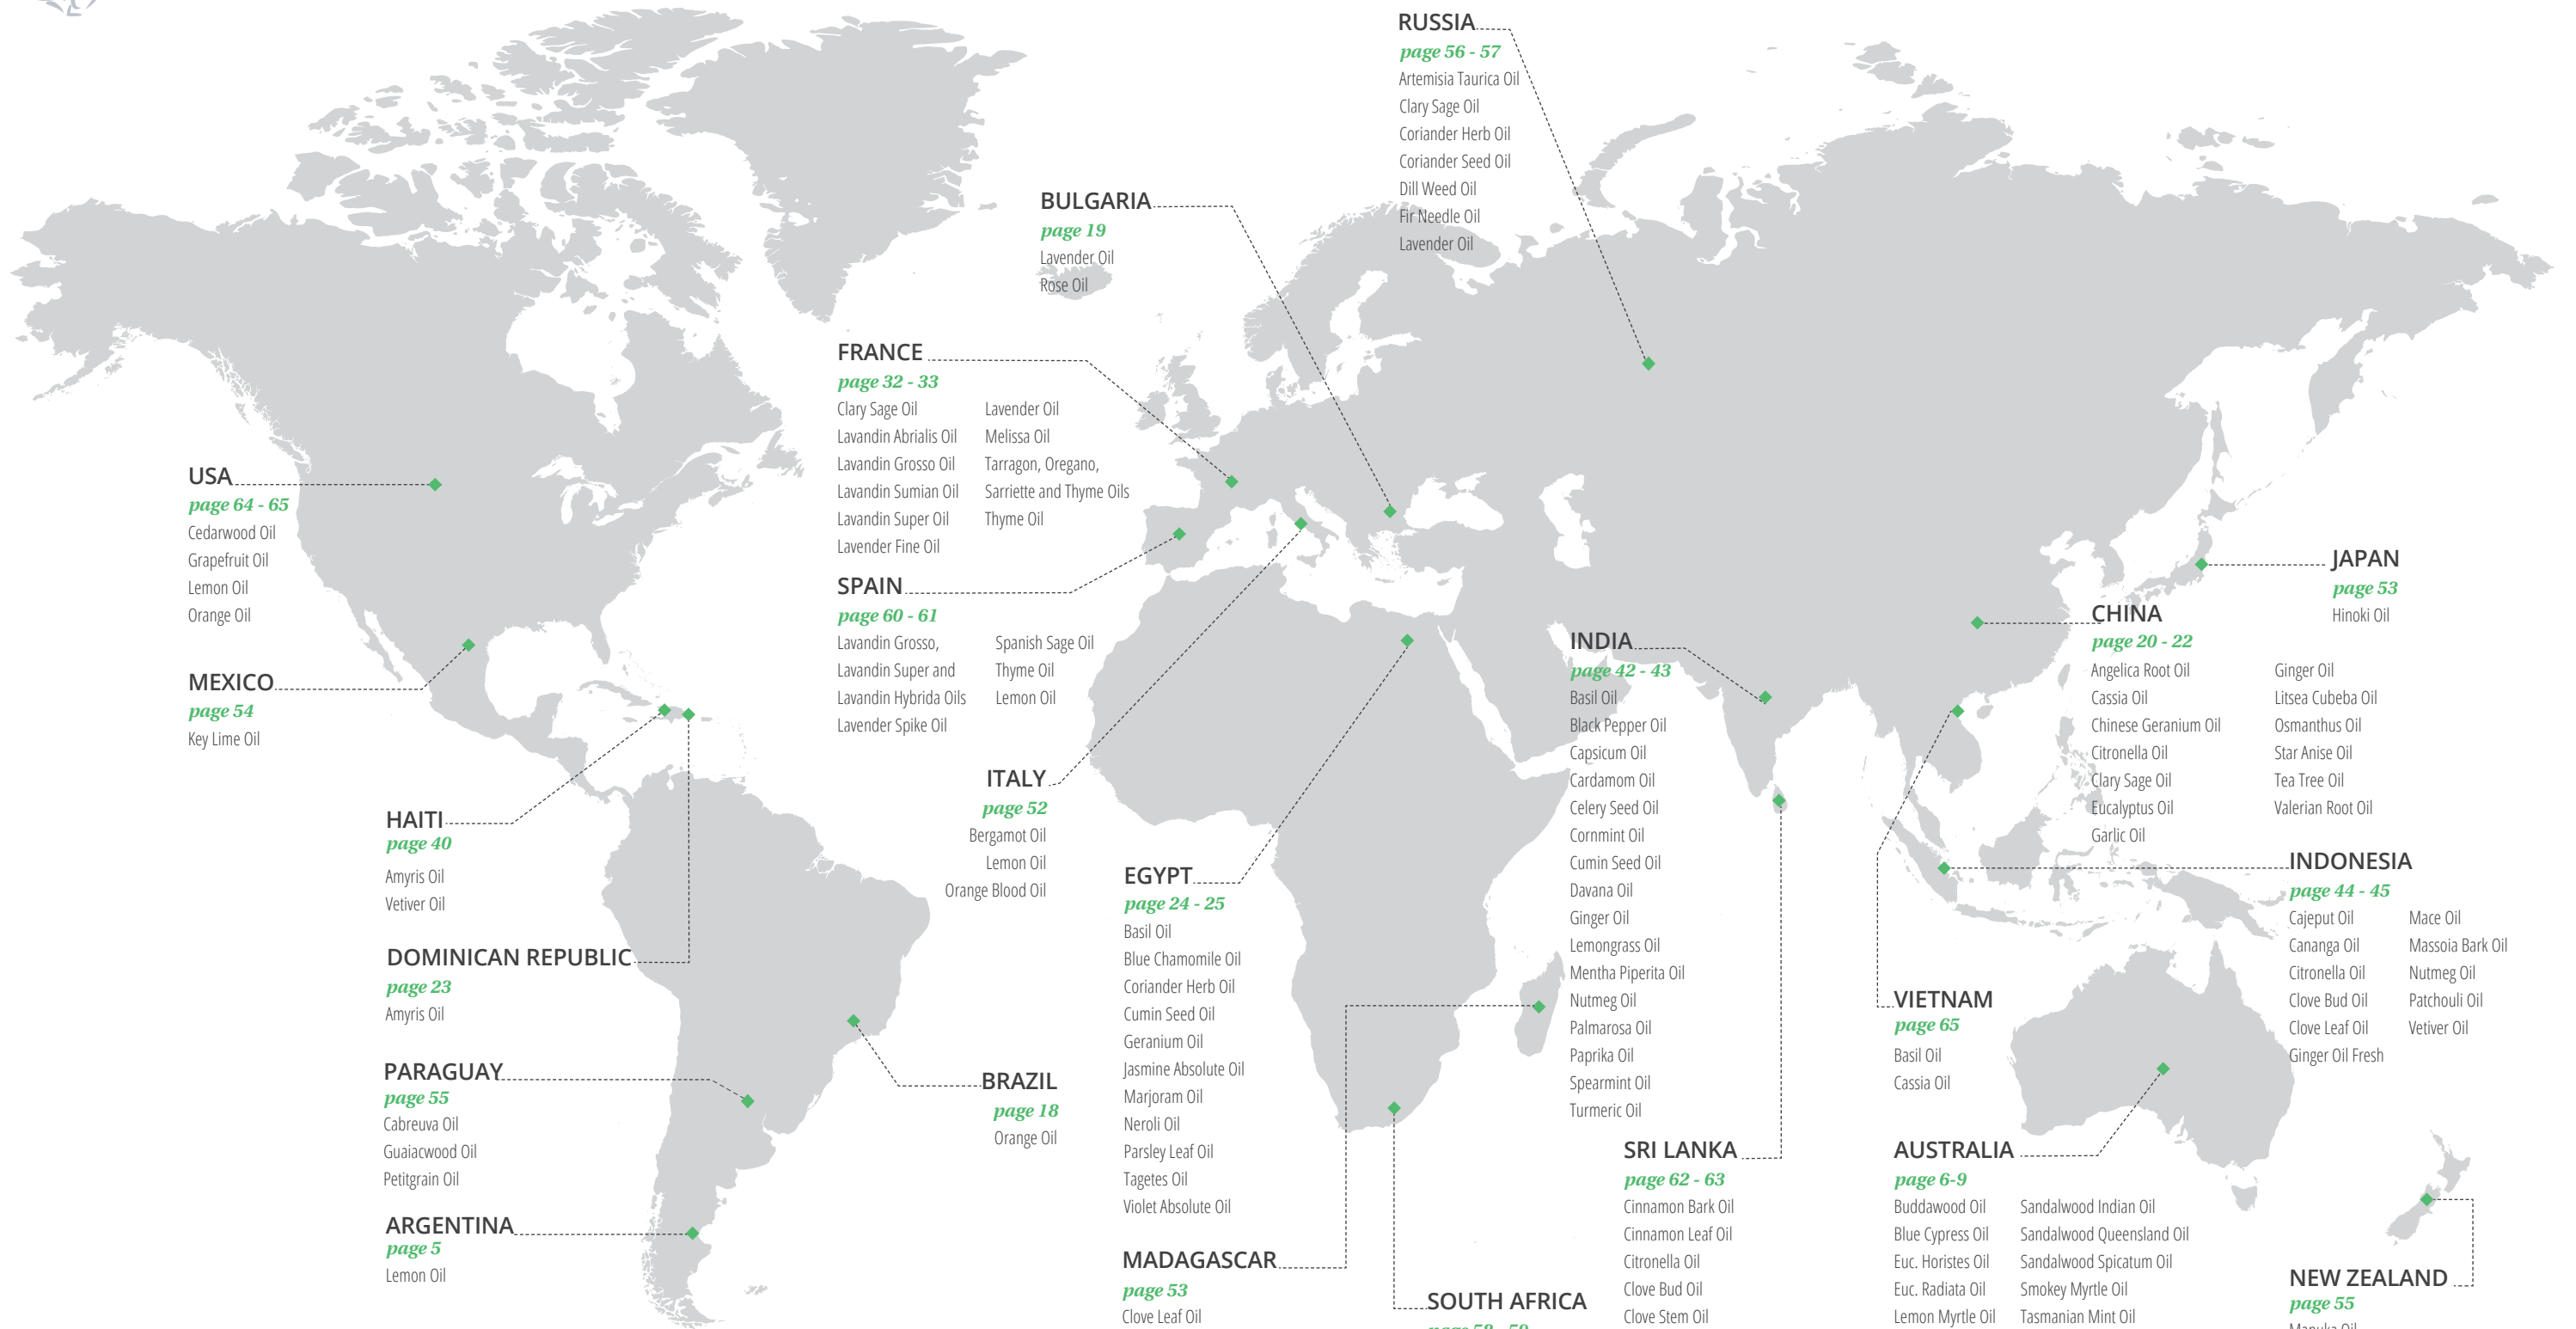 RUSSIA
page 56 - 57
Artemisia Taurica Oil
Clary Sage Oil
Coriander Herb Oil
Coriander Seed Oil
Dill Weed Oil
Fir Needle Oil
Lavender Oil
BULGARIA
page 19
Lavender Oil
Rose Oil
FRANCE
page 32 - 33
Clary Sage Oil
Lavandin Abrialis Oil
Lavandin Grosso Oil
Lavandin Sumian Oil
Lavandin Super Oil
Lavender Fine Oil
Lavender Oil
Melissa Oil
Tarragon, Oregano,
Sarriette and Thyme Oils
Thyme Oil
USA
page 64 - 65
Cedarwood Oil
Grapefruit Oil
Lemon Oil
Orange Oil
SPAIN
page 60 - 61
Lavandin Grosso,
Lavandin Super and
Lavandin Hybrida Oils
Lavender Spike Oil
Spanish Sage Oil
Thyme Oil
Lemon Oil
MEXICO
page 54
Key Lime Oil
JAPAN
page 53
Hinoki Oil
CHINA
page 20 - 22
Angelica Root Oil
Cassia Oil
Chinese Geranium Oil
Citronella Oil
Clary Sage Oil
Eucalyptus Oil
Garlic Oil
Ginger Oil
Litsea Cubeba Oil
Osmanthus Oil
Star Anise Oil
Tea Tree Oil
Valerian Root Oil
INDIA
page 42 - 43
Basil Oil
Black Pepper Oil
Capsicum Oil
Cardamom Oil
Celery Seed Oil
Cornmint Oil
Cumin Seed Oil
Davana Oil
Ginger Oil
Lemongrass Oil
Mentha Piperita Oil
Nutmeg Oil
Palmarosa Oil
Paprika Oil
Spearmint Oil
Turmeric Oil
ITALY
page 52
Bergamot Oil
Lemon Oil
Orange Blood Oil
HAITI
page 40
Amyris Oil
Vetiver Oil
EGYPT
page 24 - 25
Basil Oil
Blue Chamomile Oil
Coriander Herb Oil
Cumin Seed Oil
Geranium Oil
Jasmine Absolute Oil
Marjoram Oil
Neroli Oil
Parsley Leaf Oil
Tagetes Oil
Violet Absolute Oil
INDONESIA
page 44 - 45
Cajeput Oil
Cananga Oil
Citronella Oil
Clove Bud Oil
Clove Leaf Oil
Ginger Oil Fresh
Mace Oil
Massoia Bark Oil
Nutmeg Oil
Patchouli Oil
Vetiver Oil
DOMINICAN REPUBLIC
page 23
Amyris Oil
VIETNAM
page 65
Basil Oil
Cassia Oil
PARAGUAY
page 55
Cabreuva Oil
Guaiacwood Oil
Petitgrain Oil
BRAZIL
page 18
Orange Oil
ARGENTINA
page 5
Lemon Oil
SRI LANKA
page 62 - 63
Cinnamon Bark Oil
Cinnamon Leaf Oil
Citronella Oil
Clove Bud Oil
Clove Stem Oil
AUSTRALIA
page 6-9
Buddawood Oil
Blue Cypress Oil
Euc. Horistes Oil
Euc. Radiata Oil
Lemon Myrtle Oil
Sandalwood Indian Oil
Sandalwood Queensland Oil
Sandalwood Spicatum Oil
Smokey Myrtle Oil
Tasmanian Mint Oil
MADAGASCAR
page 53
Clove Leaf Oil
SOUTH AFRICA
page 58 - 59
NEW ZEALAND
page 55
Manuka Oil